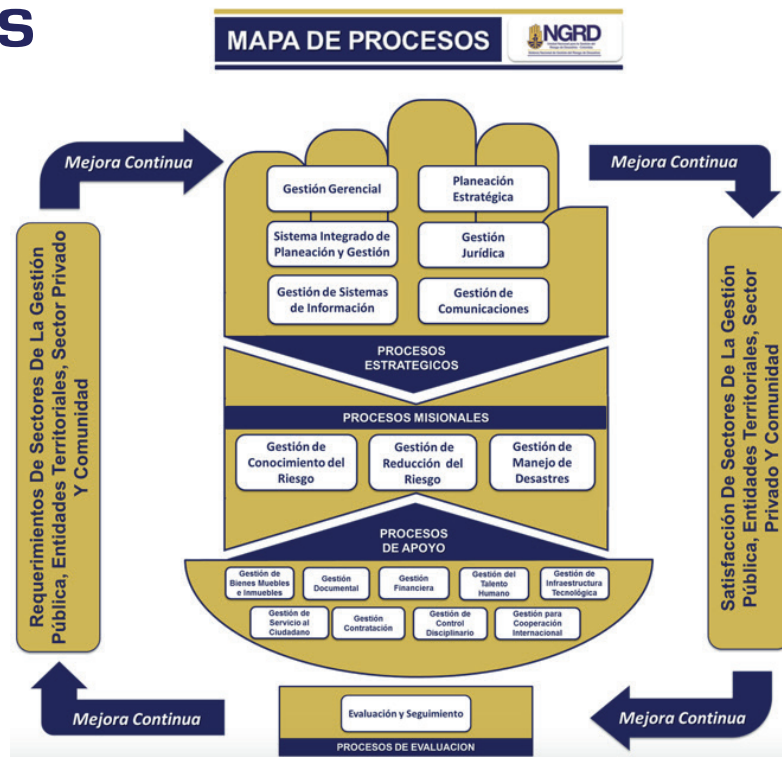 S
MAPA DE PROCESOS
NGRD
Mejora Continua
Mejora Continua
Requerimientos De Sectores De La Gestión
Pública, Entidades Territoriales, Sector Privado
Y Comunidad
Gestión Gerencial
Planeación
Estratégica
Sistema Integrado de
Planeación y Gestión
Gestión
Jurídica
Gestión de Sistemas
de Información
Gestión de
Comunicaciones
PROCESOS
ESTRATEGICOS
PROCESOS MISIONALES
Gestión de
Conocimiento del
Riesgo
Gestión de
Reducción del
Riesgo
Gestión de
Manejo de
Desastres
PROCESOS
DE APOYO
Gestión de
Bienes Muebles
e Inmuebles
Gestión
Documental
Gestión
Financiera
Gestión del
Talento
Humano
Gestión de
Infraestructura
Tecnológica
Gestión de
Servicio al
Ciudadano
Gestión
Contratación
Gestión de
Control
Disciplinario
Gestión para
Cooperación
Internacional
Satisfacción De Sectores De La Gestión
Pública, Entidades Territoriales, Sector
Privado Y Comunidad
Mejora Continua
Evaluación y Seguimiento
PROCESOS DE EVALUACION
Mejora Continua